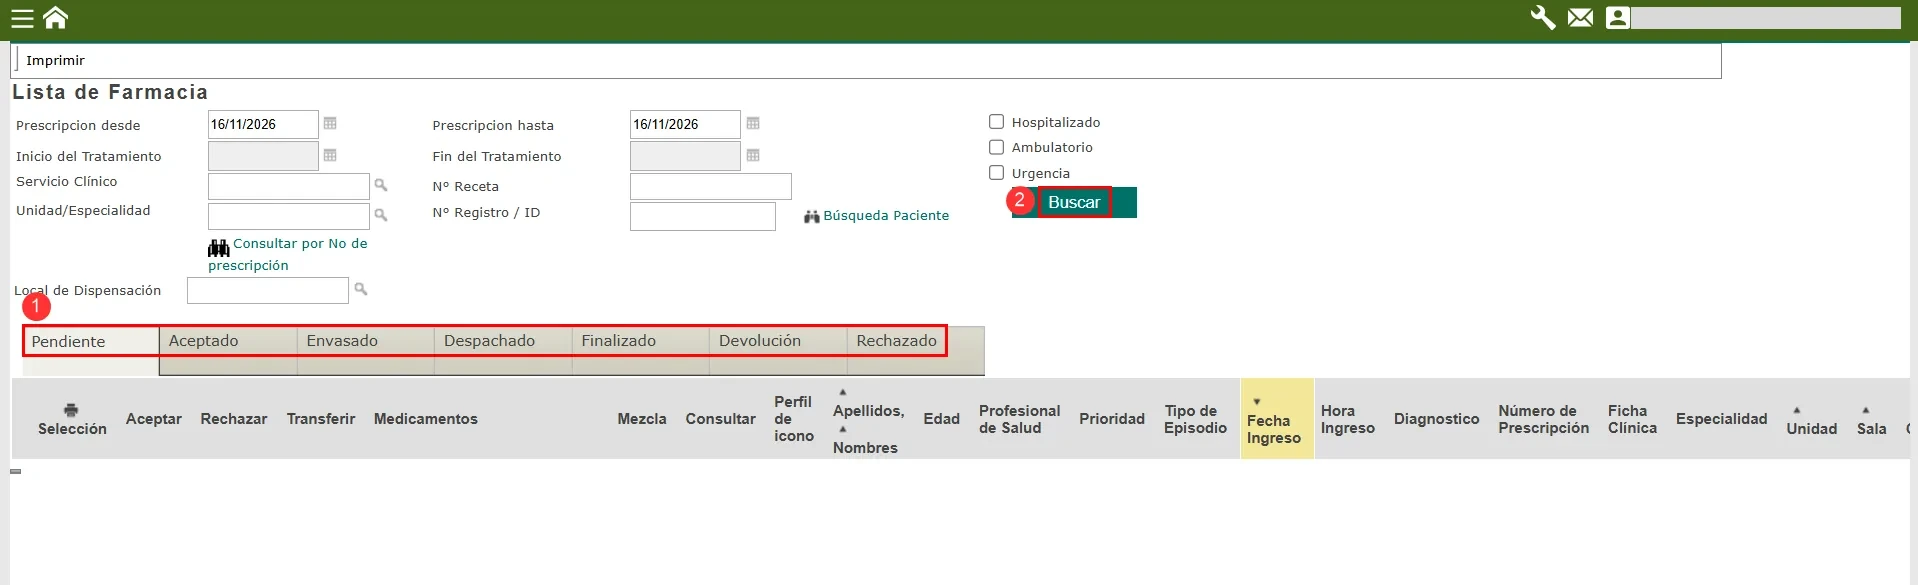 Imprimir
Lista de Farmacia
Prescripcion desde 16/11/2026 Prescripcion hasta 16/11/2026 Hospitalizado
Ambulatorio
Inicio del Tratamiento Fin del Tratamiento
Urgencia
Servicio Clínico Nº Receta
2 Buscar
Unidad/Especialidad Nº Registro / ID Búsqueda Paciente
Consultar por No de
prescripción
Local de Dispensación
1
Pendiente Aceptado Envasado Despachado Finalizado Devolución Rechazado
Selección Aceptar Rechazar Transferir Medicamentos Mezcla Consultar
Perfil
de
icono
Apellidos,
Nombres
Edad
Profesional
de Salud
Prioridad
Tipo de
Episodio
Fecha
Ingreso
Hora
Ingreso
Diagnostico
Número de
Prescripción
Ficha
Clínica
Especialidad
Unidad
Sala